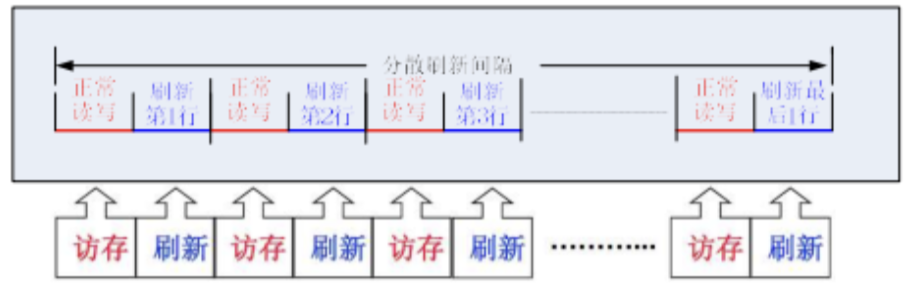 分散刷新间隔
正常 刷新 正常 刷新 正常 刷新 正常 刷新最
读写 第1行 读写 第2行 读写 第3行 读写 后1行
访存 刷新 访存 刷新 访存 刷新 ………… 访存 刷新